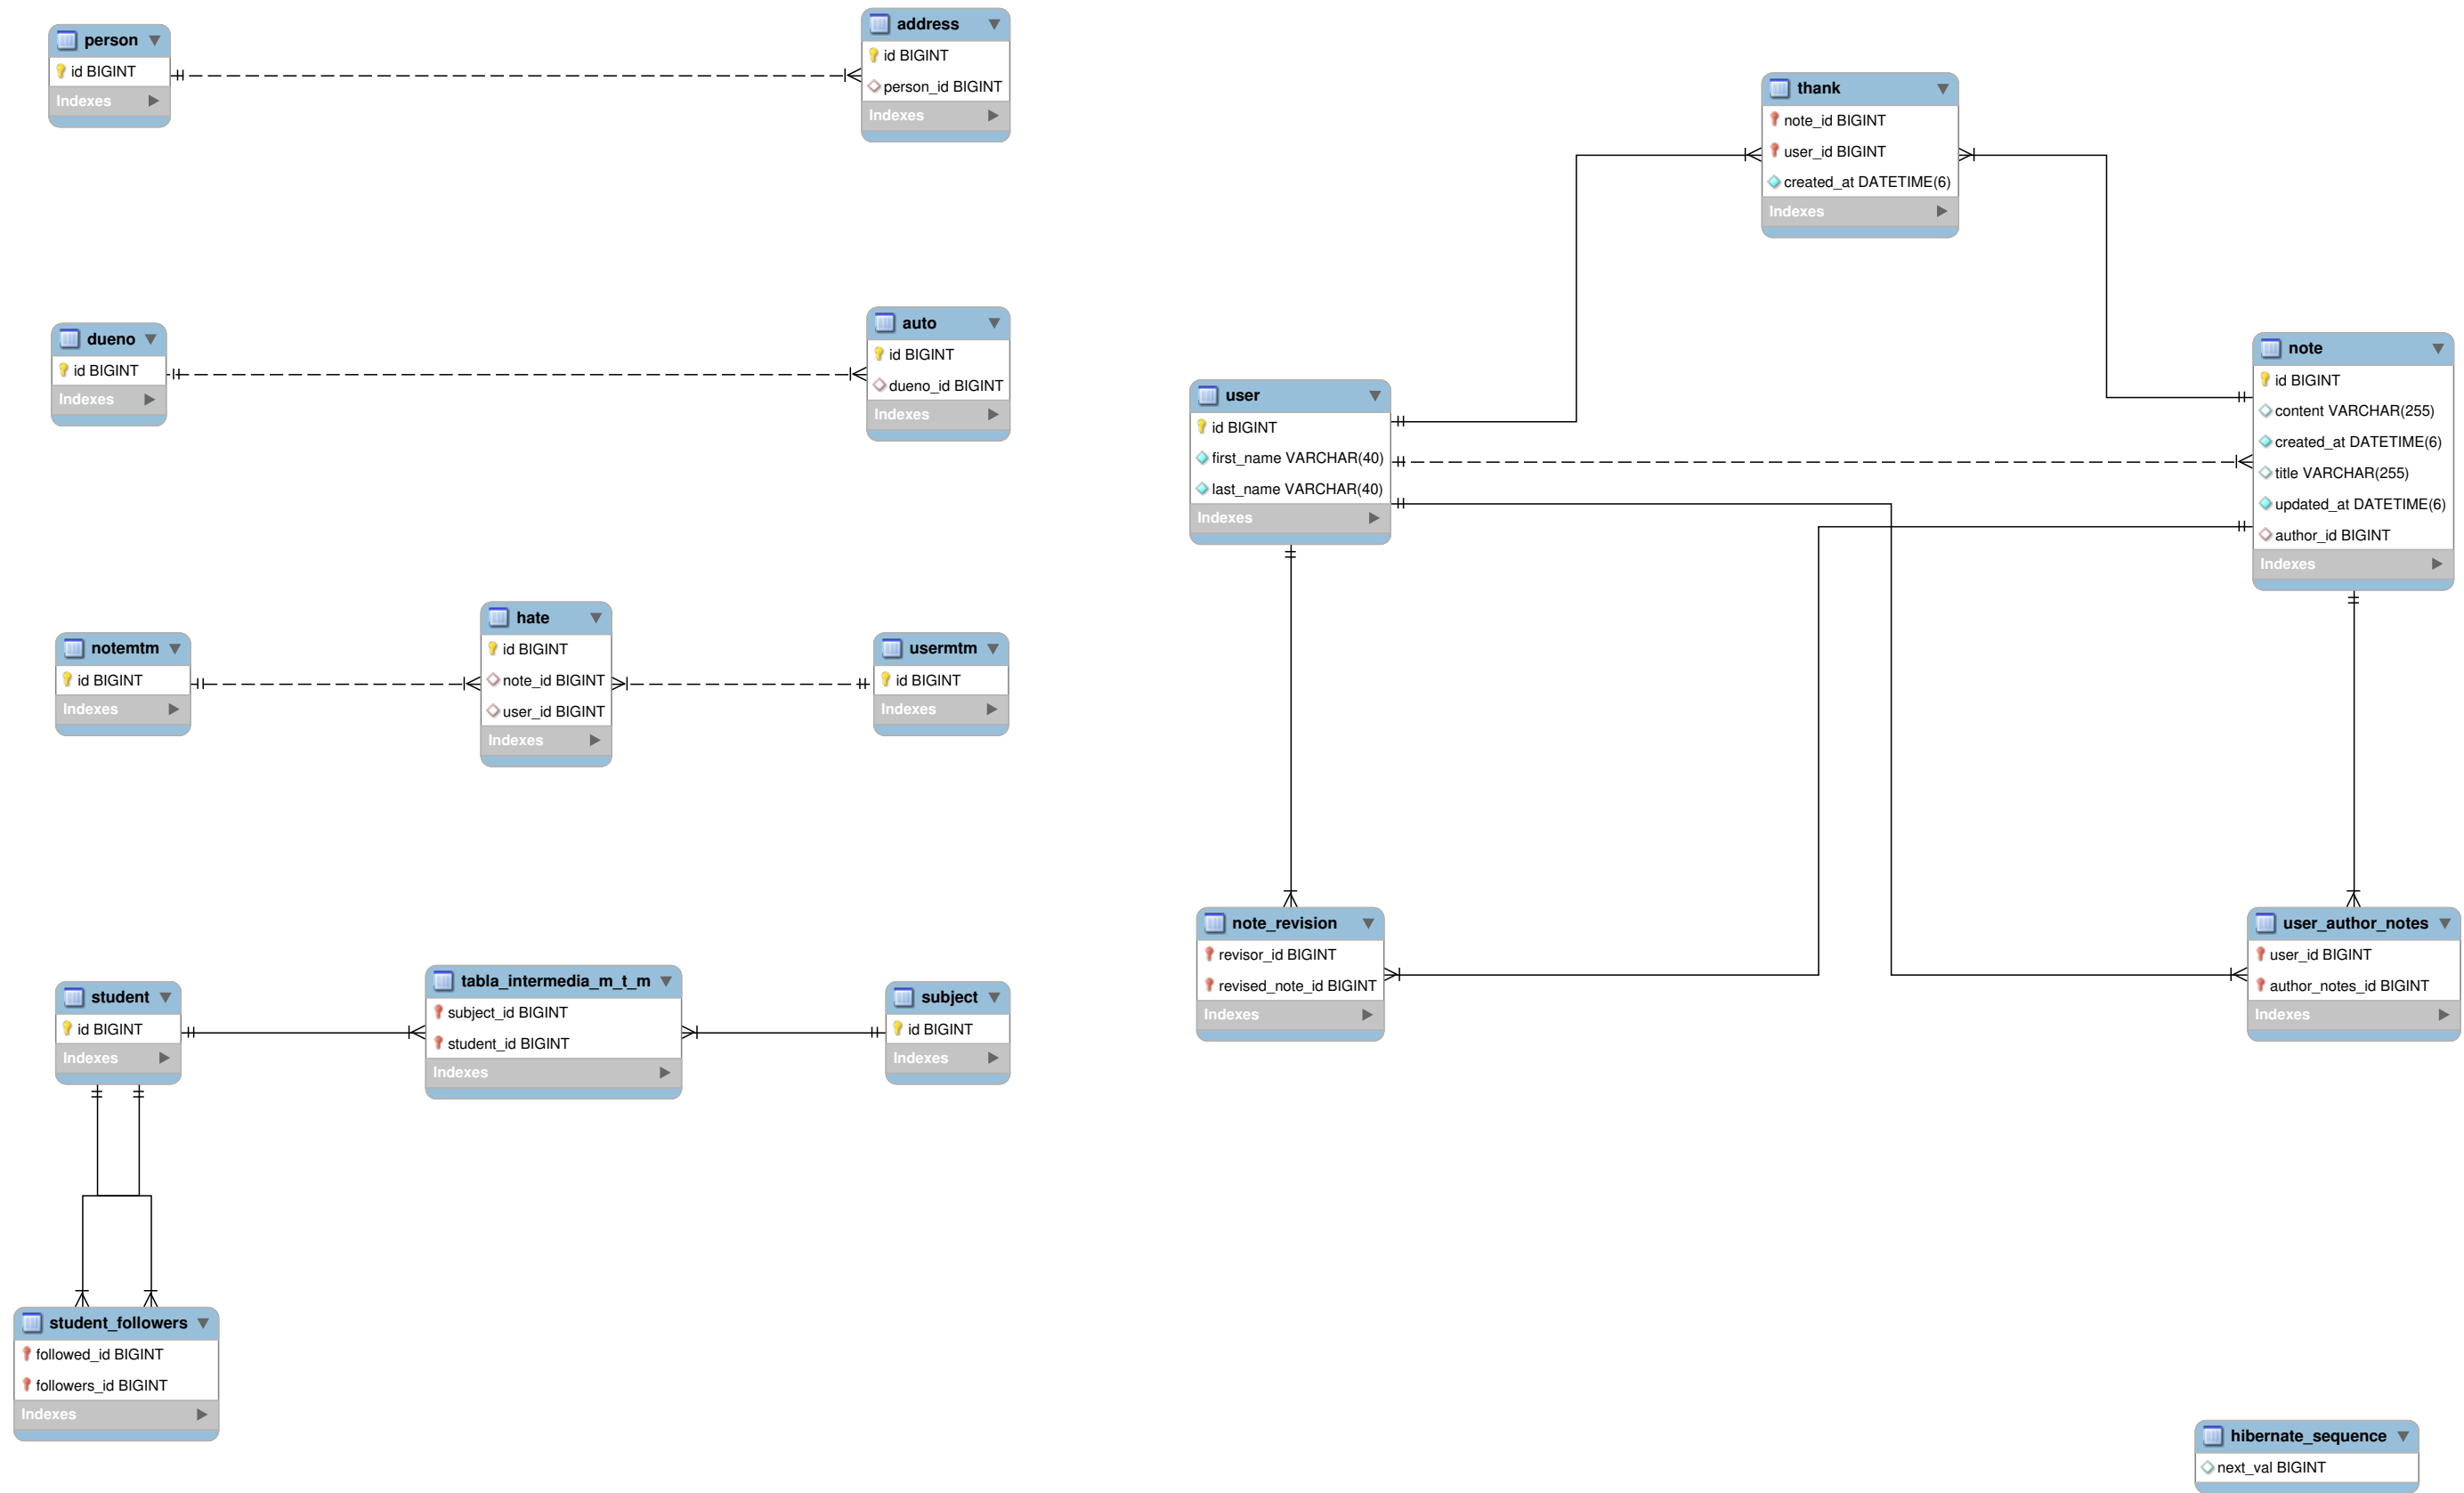 person
id BIGINT
Indexes
address
id BIGINT
person_id BIGINT
Indexes
dueno
id BIGINT
Indexes
auto
id BIGINT
dueno_id BIGINT
Indexes
notemtm
id BIGINT
Indexes
hate
id BIGINT
note_id BIGINT
user_id BIGINT
Indexes
usermtm
id BIGINT
Indexes
student
id BIGINT
Indexes
tabla_intermedia_m_t_m
subject_id BIGINT
student_id BIGINT
Indexes
subject
id BIGINT
Indexes
student_followers
followed_id BIGINT
followers_id BIGINT
Indexes
thank
note_id BIGINT
user_id BIGINT
created_at DATETIME(6)
Indexes
user
id BIGINT
first_name VARCHAR(40)
last_name VARCHAR(40)
Indexes
note
id BIGINT
content VARCHAR(255)
created_at DATETIME(6)
title VARCHAR(255)
updated_at DATETIME(6)
author_id BIGINT
Indexes
note_revision
revisor_id BIGINT
revised_note_id BIGINT
Indexes
user_author_notes
user_id BIGINT
author_notes_id BIGINT
Indexes
hibernate_sequence
next_val BIGINT